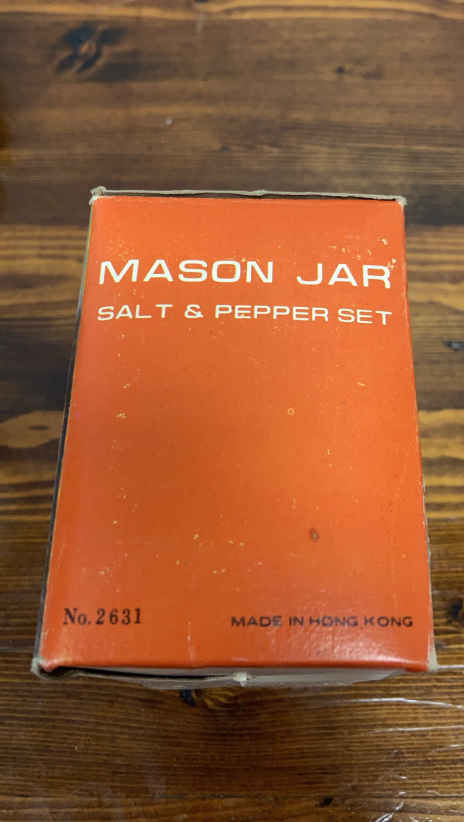 MASON JAR
SALT & PEPPER SET
No. 2631 MADE IN HONG KONG